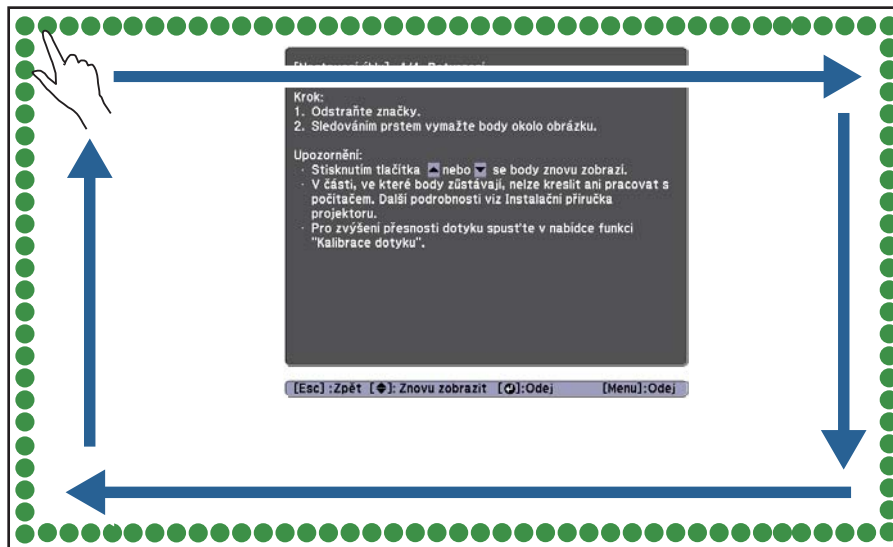 Krok:
1. Odstraňte značky.
2. Sledováním prstem vymažte body okolo obrázku.
Upozornění:
· Stisknutím tlačítka nebo se body znovu zobrazí.
· V části, ve které body zůstávají, nelze kreslit ani pracovat s
počítačem. Další podrobnosti viz Instalační příručka
projektoru.
· Pro zvýšení přesnosti dotyku spusťte v nabídce funkci
"Kalibrace dotyku".
[Esc] :Zpět [ ]: Znovu zobrazit [ ]:Odej [Menu]:Odej